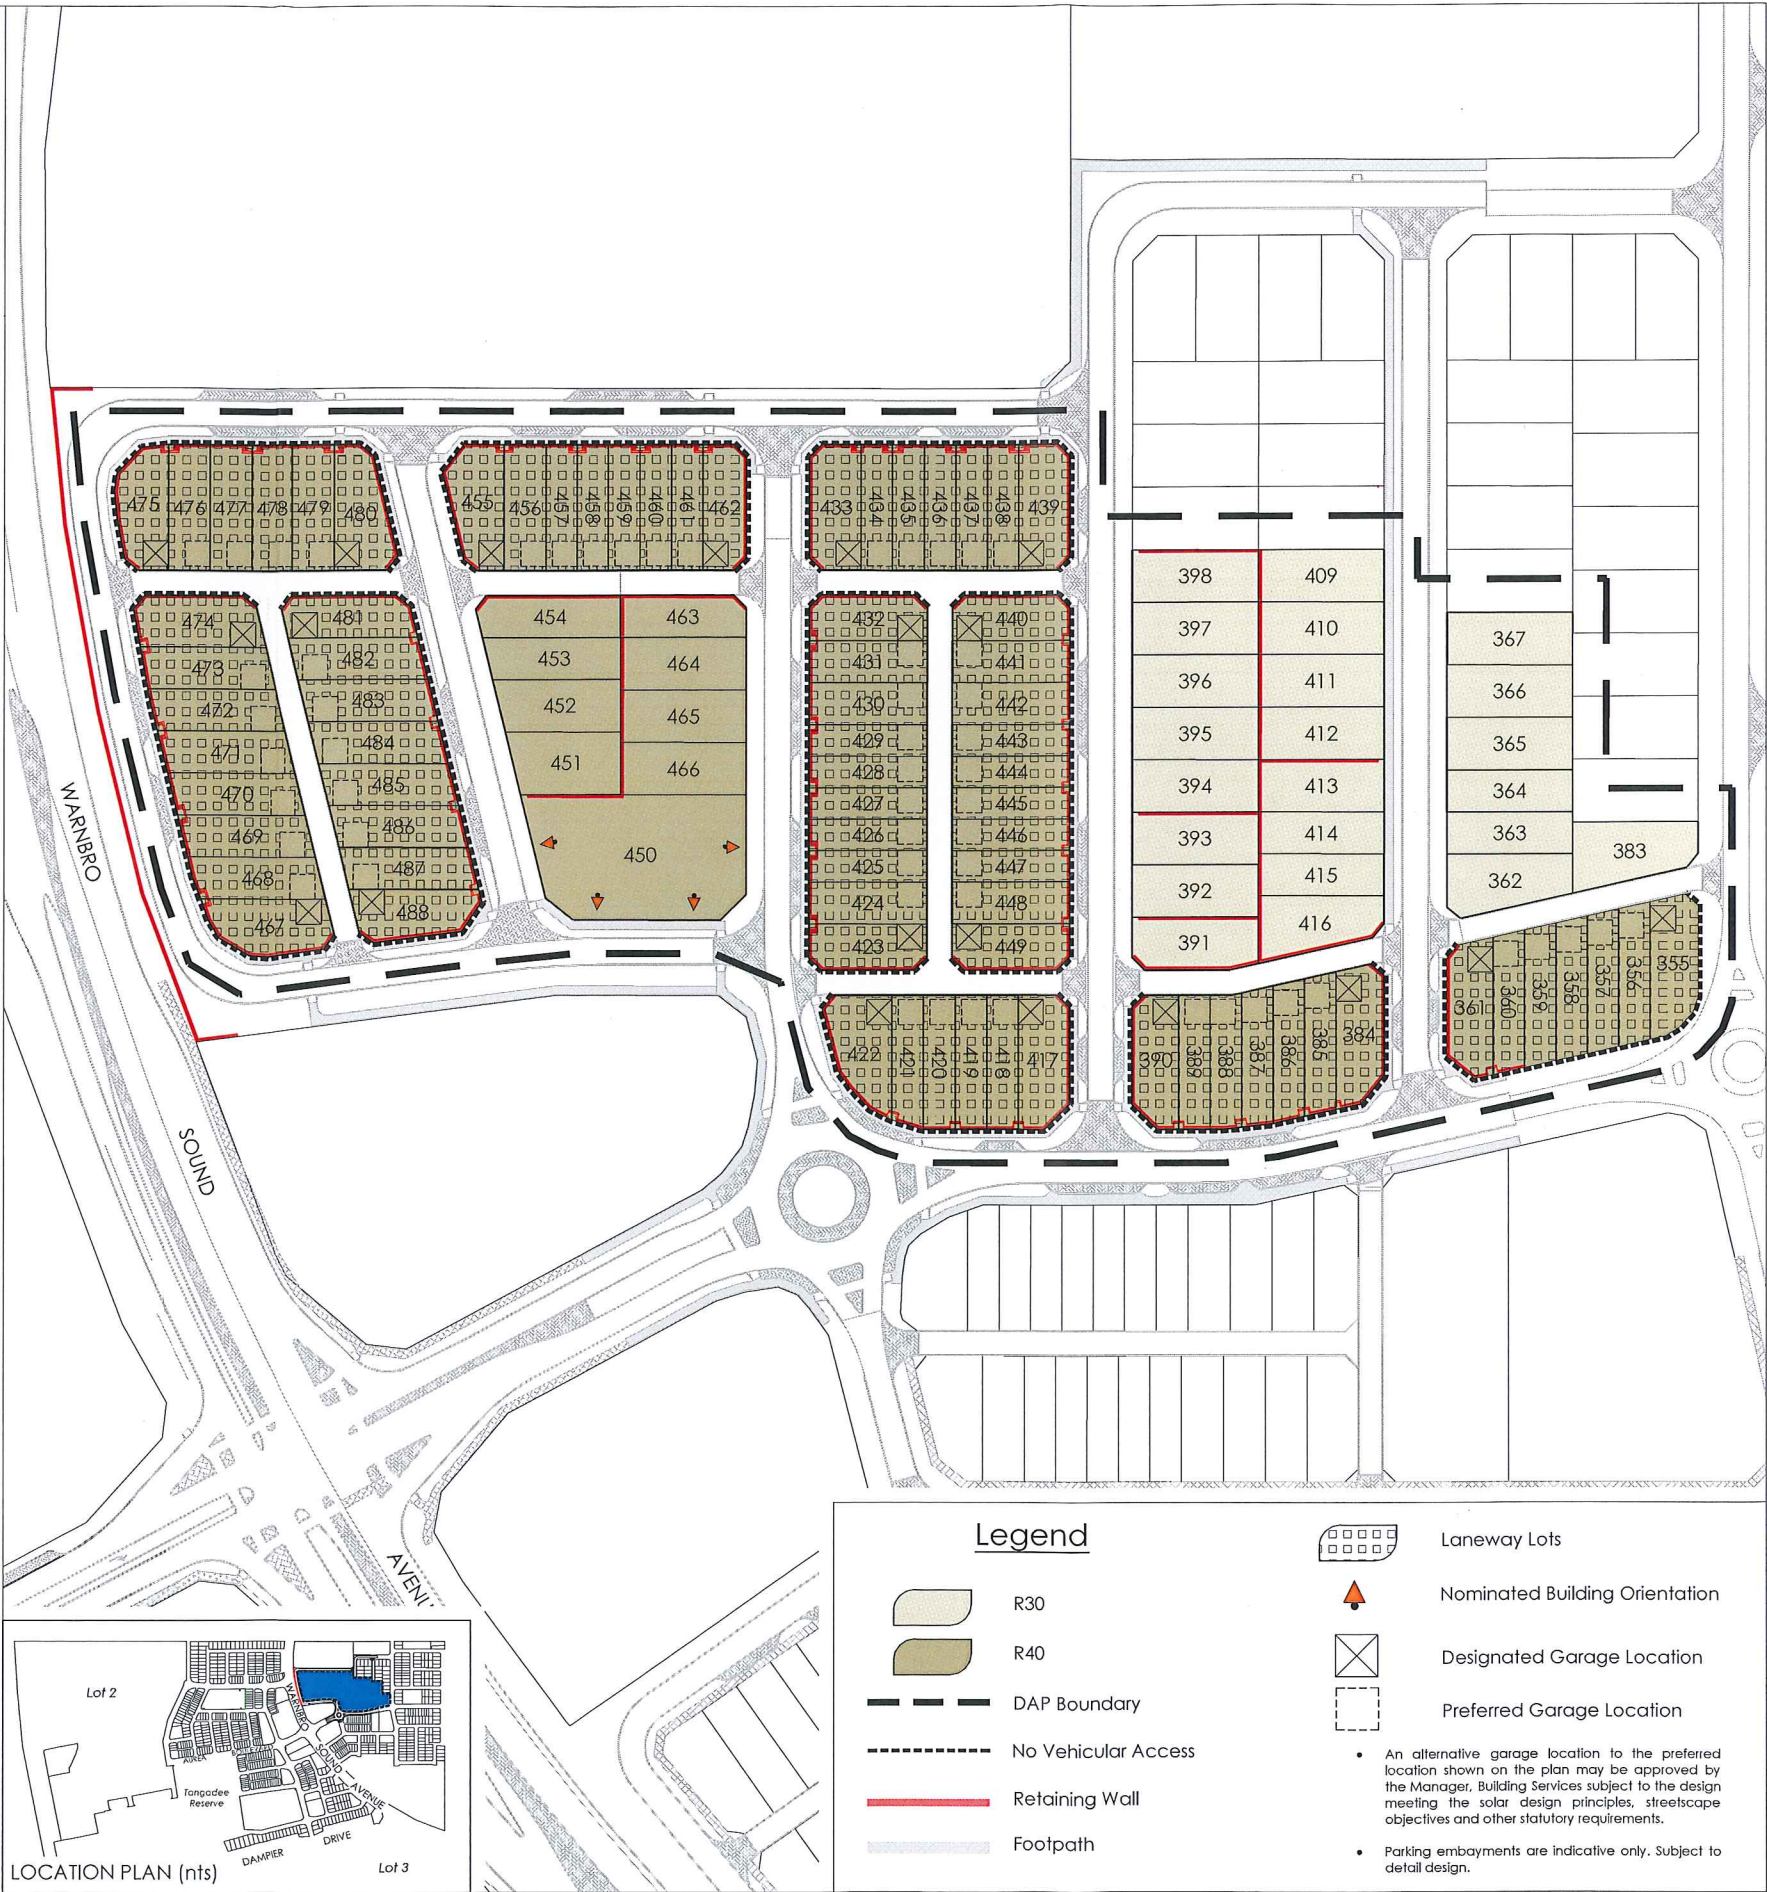 475 476 477 478 479 480
455 456 457 458 459 460 461 462
433 434 435 436 437 438 439
474
473
472
471
470
469
468
467
481
482
483
484
485
486
487
488
454 463
453 464
452 465
451 466
450
432 440
431 441
430 442
429 443
428 444
427 445
426 446
425 447
424 448
423 449
422 421 420 419 418 417
398 409
397 410
396 411
395 412
394 413
393 414
392 415
391 416
390 389 388 387 386 385 384
367
366
365
364
363
362
383
361 360 359 358 357 356 355
WARNBRO
SOUND
AVENU
Legend
R30
R40
DAP Boundary
No Vehicular Access
Retaining Wall
Footpath
Laneway Lots
Nominated Building Orientation
Designated Garage Location
Preferred Garage Location
• An alternative garage location to the preferred
location shown on the plan may be approved by
the Manager, Building Services subject to the design
meeting the solar design principles, streetscape
objectives and other statutory requirements.
• Parking embayments are indicative only. Subject to
detail design.
Lot 2
WARNBRO
SOUND
AVENUE
Tangadee
Reserve
DAMPIER
DRIVE
Lot 3
LOCATION PLAN (nts)